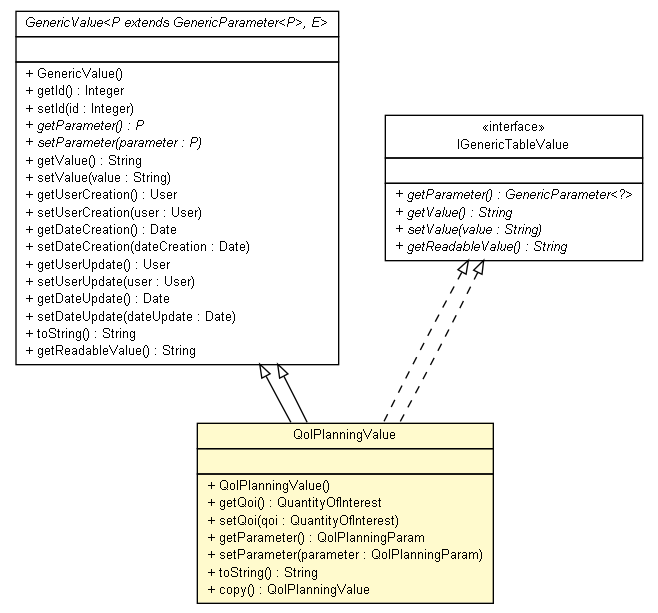 GenericValue<P extends GenericParameter<P>, E>
+ GenericValue()
+ getId() : Integer
+ setId(id : Integer)
+ getParameter() : P
+ setParameter(parameter : P)
+ getValue() : String
+ setValue(value : String)
+ getUserCreation() : User
+ setUserCreation(user : User)
+ getDateCreation() : Date
+ setDateCreation(dateCreation : Date)
+ getUserUpdate() : User
+ setUserUpdate(user : User)
+ getDateUpdate() : Date
+ setDateUpdate(dateUpdate : Date)
+ toString() : String
+ getReadableValue() : String
«interface»
IGenericTableValue
+ getParameter() : GenericParameter<?>
+ getValue() : String
+ setValue(value : String)
+ getReadableValue() : String
QoIPlanningValue
+ QoIPlanningValue()
+ getQoi() : QuantityOfInterest
+ setQoi(qoi : QuantityOfInterest)
+ getParameter() : QoIPlanningParam
+ setParameter(parameter : QoIPlanningParam)
+ toString() : String
+ copy() : QoIPlanningValue